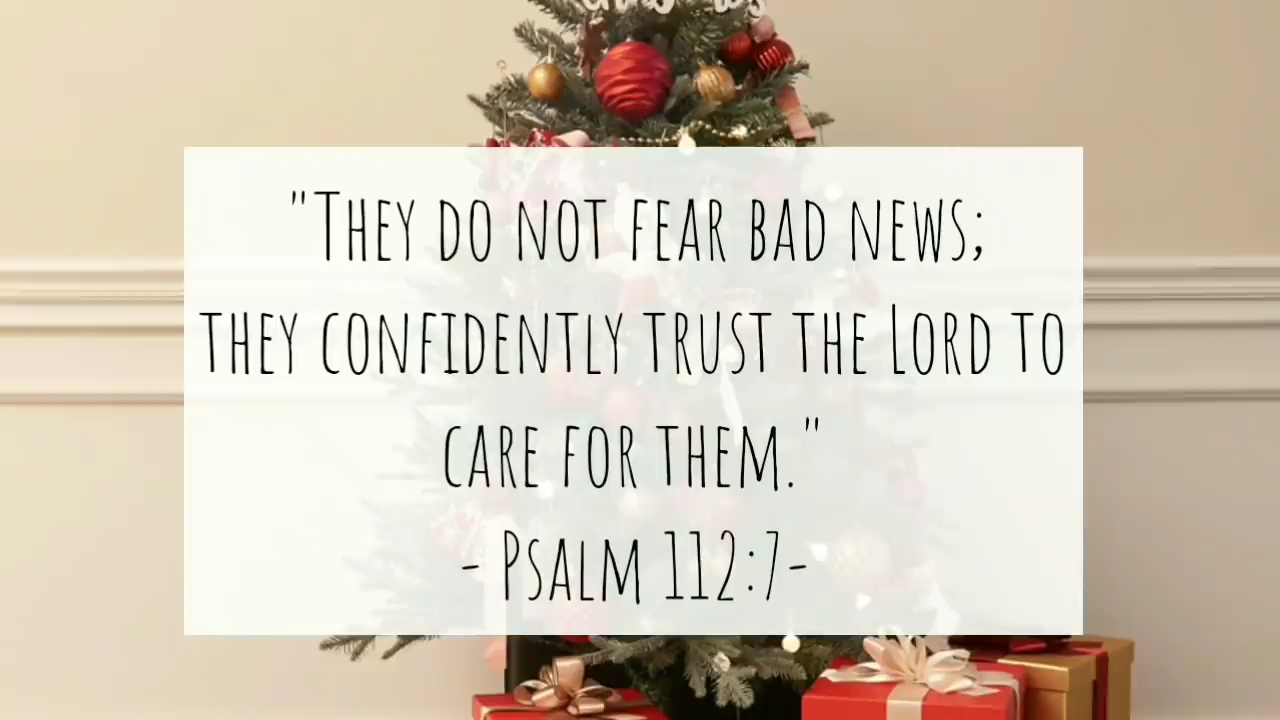 "They do not fear bad news;
they confidently trust the Lord to
care for them."
- Psalm 112:7-